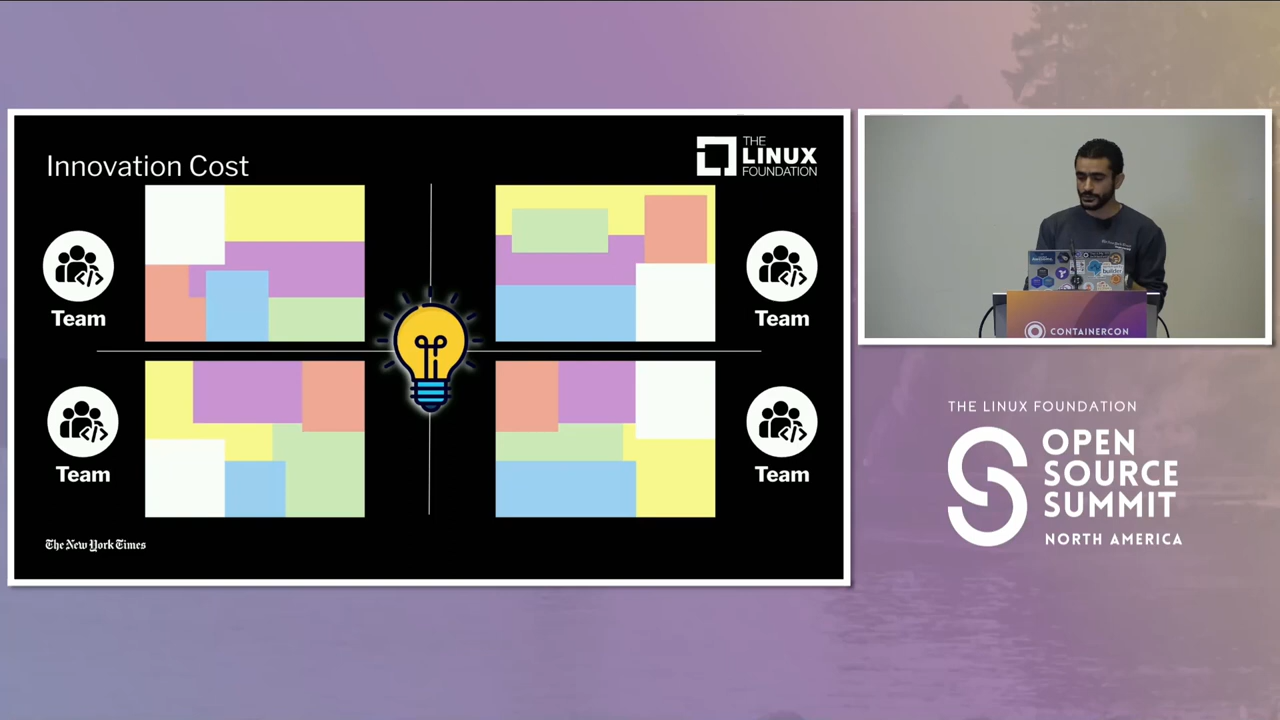 Innovation Cost
THE
LINUX
FOUNDATION
Team
Team
Team
Team
The New York Times
CONTAINERCON
THE LINUX FOUNDATION
OPEN
SOURCE
SUMMIT
NORTH AMERICA